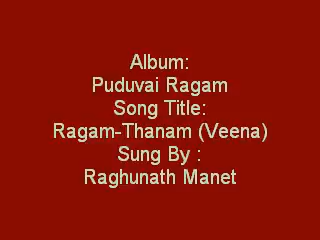 Album:
Puduvai Ragam
Song Title:
Ragam-Thanam (Veena)
Sung By :
Raghunath Manet